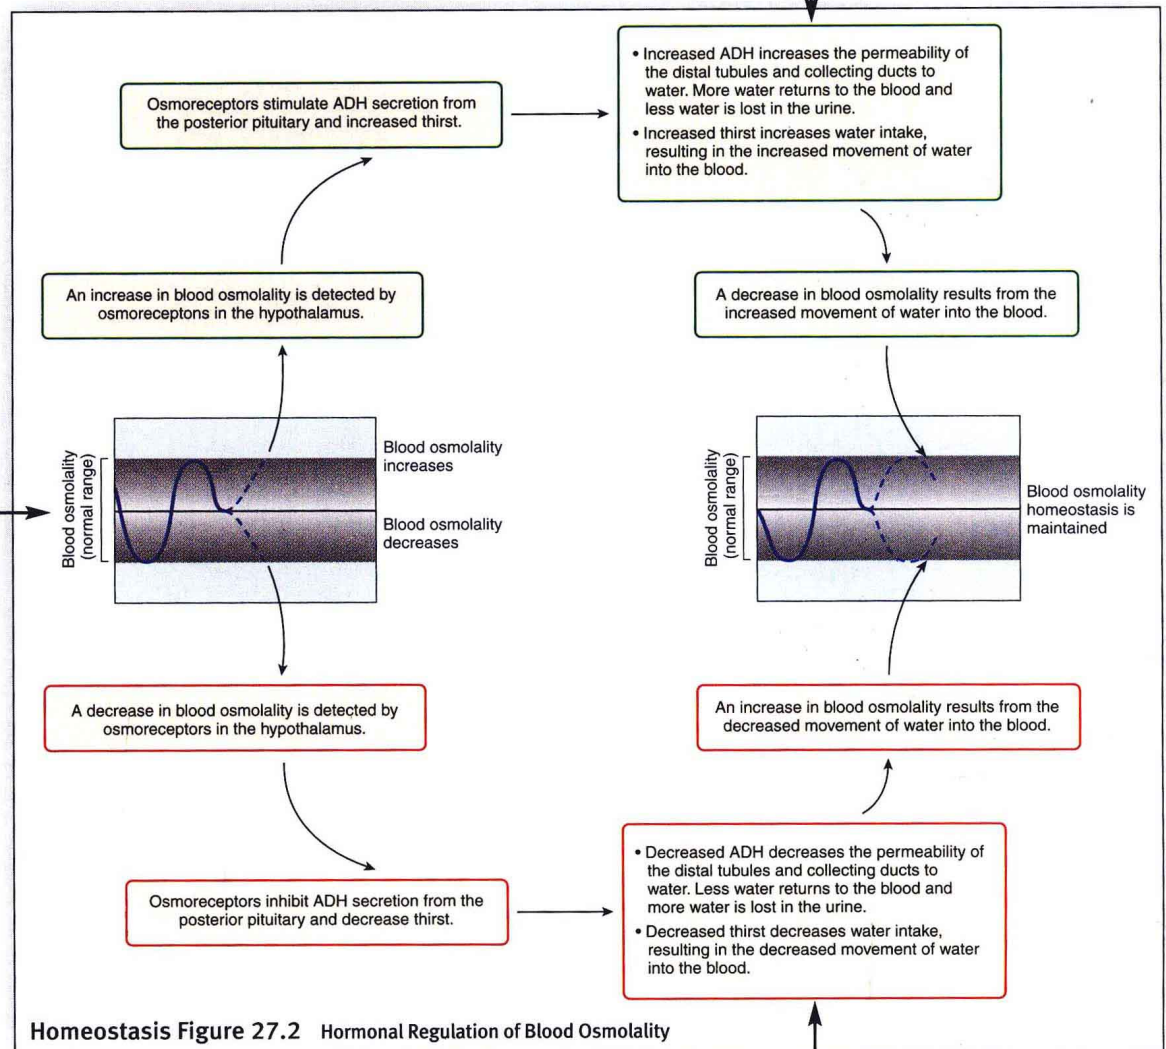 Osmoreceptors stimulate ADH secretion from
the posterior pituitary and increased thirst.
• Increased ADH increases the permeability of
the distal tubules and collecting ducts to
water. More water returns to the blood and
less water is lost in the urine.
• Increased thirst increases water intake,
resulting in the increased movement of water
into the blood.
An increase in blood osmolality is detected by
osmoreceptons in the hypothalamus.
A decrease in blood osmolality results from the
increased movement of water into the blood.
Blood osmolality
(normal range)
Blood osmolality
increases
Blood osmolality
decreases
Blood osmolality
(normal range)
Blood osmolality
homeostasis is
maintained
A decrease in blood osmolality is detected by
osmoreceptors in the hypothalamus.
An increase in blood osmolality results from the
decreased movement of water into the blood.
Osmoreceptors inhibit ADH secretion from the
posterior pituitary and decrease thirst.
• Decreased ADH decreases the permeability of
the distal tubules and collecting ducts to
water. Less water returns to the blood and
more water is lost in the urine.
• Decreased thirst decreases water intake,
resulting in the decreased movement of water
into the blood.
Homeostasis Figure 27.2 Hormonal Regulation of Blood Osmolality